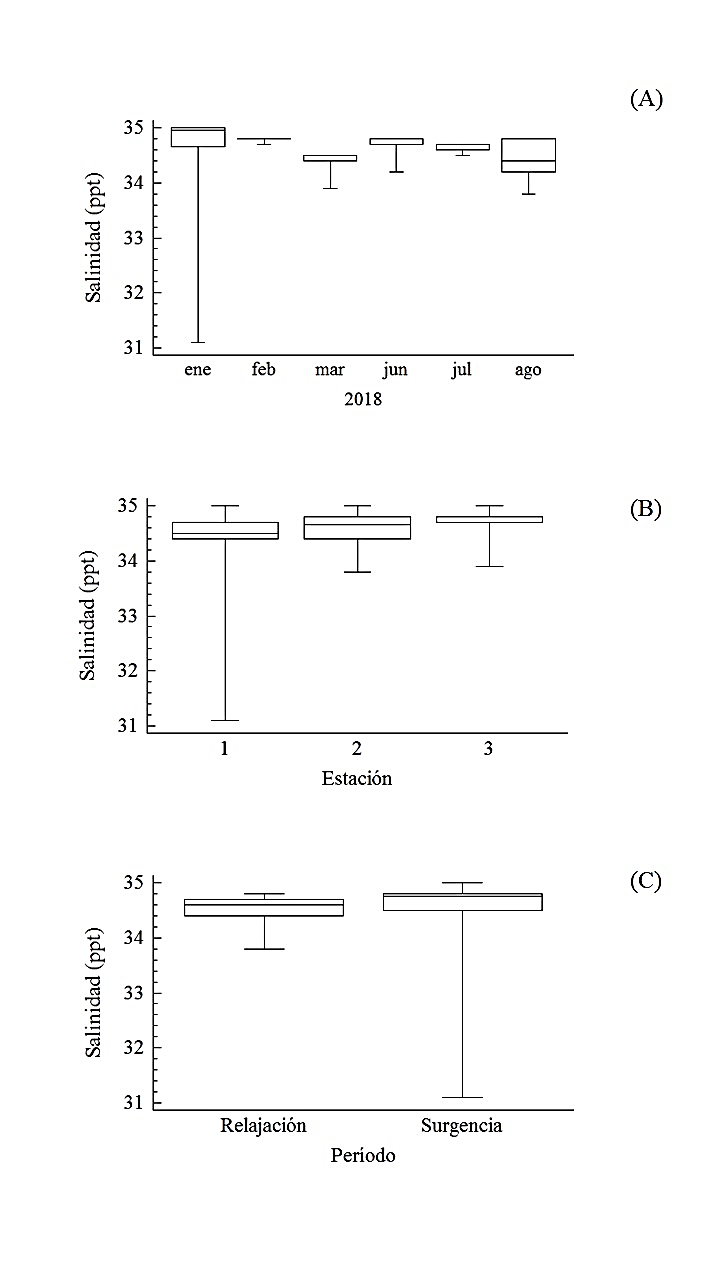 (A)
35
34
33
32
31
Salinidad (ppt)
ene feb mar jun jul ago
2018
(B)
35
34
33
32
31
Salinidad (ppt)
1 2 3
Estación
(C)
35
34
33
32
31
Salinidad (ppt)
Relajación Surgencia
Período